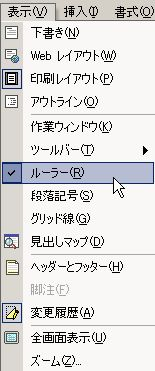 表示(V) 挿入(I) 書式(O)
下書き(N)
Web レイアウト(W)
印刷レイアウト(P)
アウトライン(O)
作業ウィンドウ(K)
ツールバー(T)
ルーラー(R)
段落記号(S)
グリッド線(G)
見出しマップ(D)
ヘッダーとフッター(H)
脚注(F)
変更履歴(A)
全画面表示(U)
ズーム(Z)...